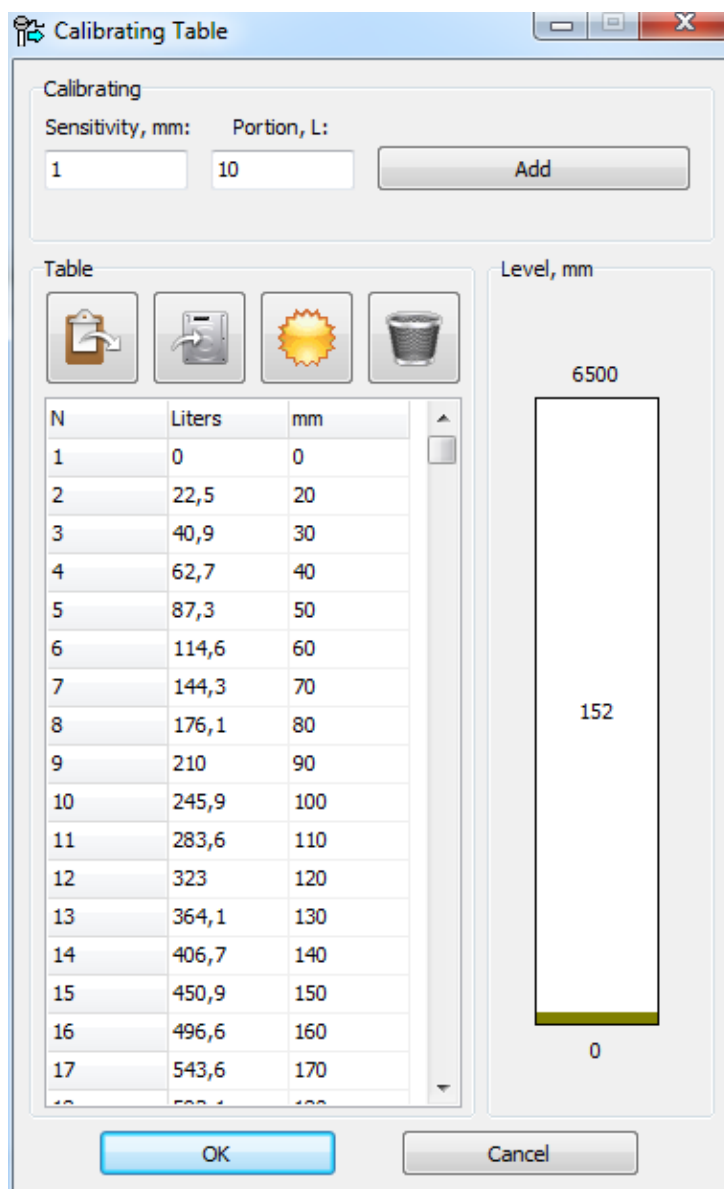 Calibrating Table
Calibrating
Sensitivity, mm: Portion, L:
1 10 Add
Table
N Liters mm
1 0 0
2 22,5 20
3 40,9 30
4 62,7 40
5 87,3 50
6 114,6 60
7 144,3 70
8 176,1 80
9 210 90
10 245,9 100
11 283,6 110
12 323 120
13 364,1 130
14 406,7 140
15 450,9 150
16 496,6 160
17 543,6 170
Level, mm
6500
152
0
OK Cancel